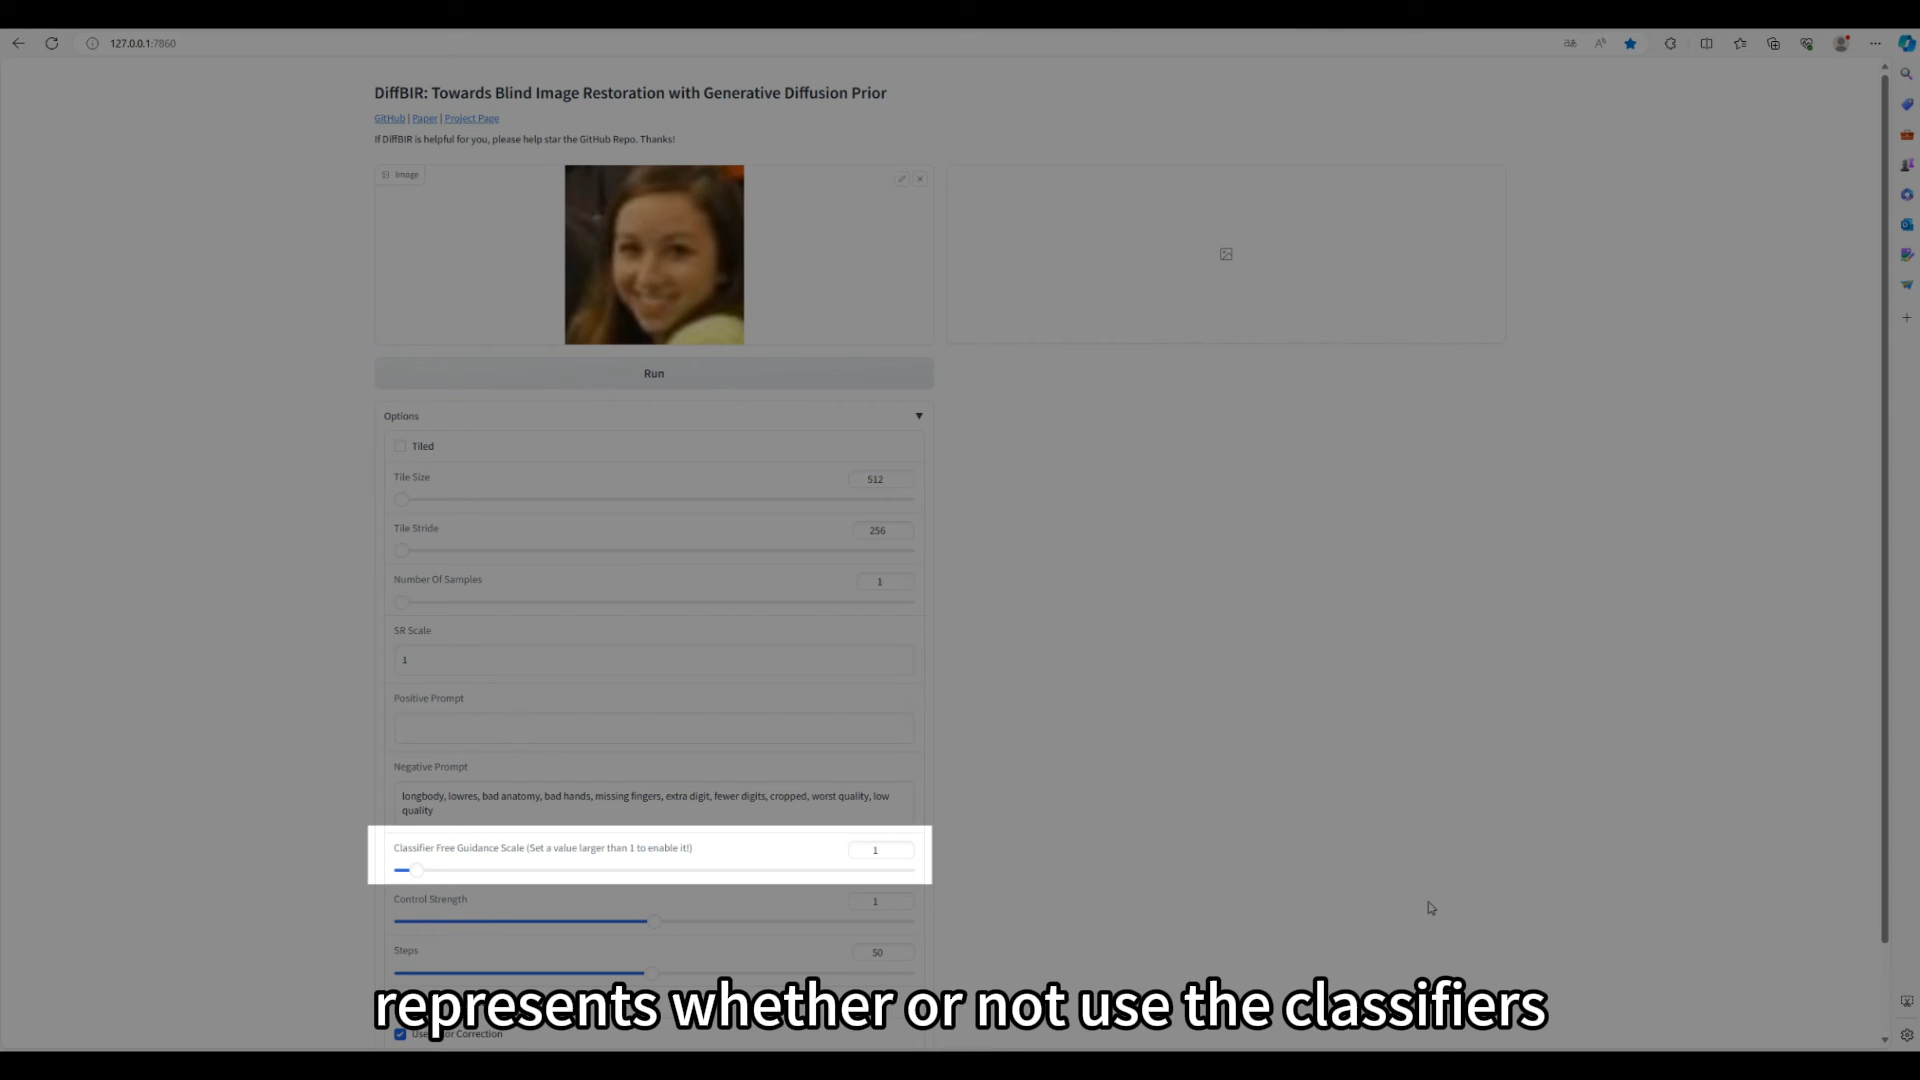 127.0.0.1:7860
DiffBIR: Towards Blind Image Restoration with Generative Diffusion Prior
GitHub | Paper | Project Page
If DiffBIR is helpful for you, please help star the GitHub Repo. Thanks!
Image
Run
Options
Tiled
Tile Size
512
Tile Stride
256
Number Of Samples
1
SR Scale
1
Positive Prompt
Negative Prompt
longbody, lowres, bad anatomy, bad hands, missing fingers, extra digit, fewer digits, cropped, worst quality, low
quality
Classifier Free Guidance Scale (Set a value larger than 1 to enable it!)
1
Control Strength
1
Steps
50
represents whether or not use the classifiers
Correction